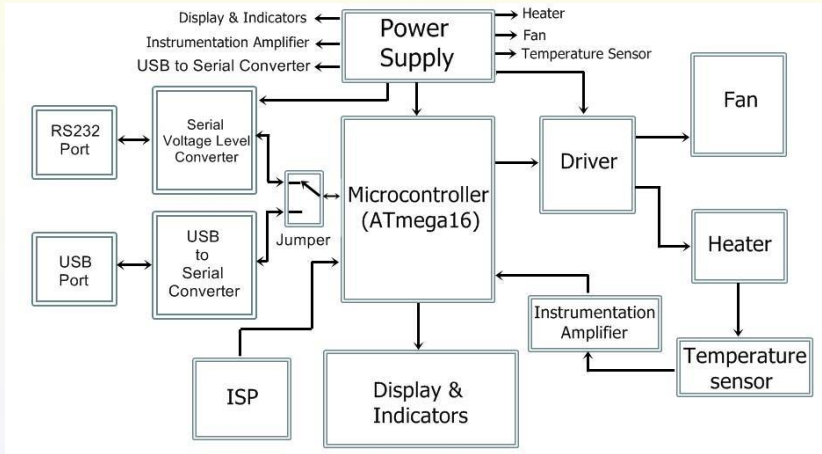 Display & Indicators
Instrumentation Amplifier
USB to Serial Converter
Power
Supply
Heater
Fan
Temperature Sensor
RS232
Port
Serial
Voltage Level
Converter
Jumper
Microcontroller
(ATmega16)
Driver
Fan
USB
Port
USB
to
Serial
Converter
Heater
Instrumentation
Amplifier
Temperature
sensor
ISP
Display &
Indicators